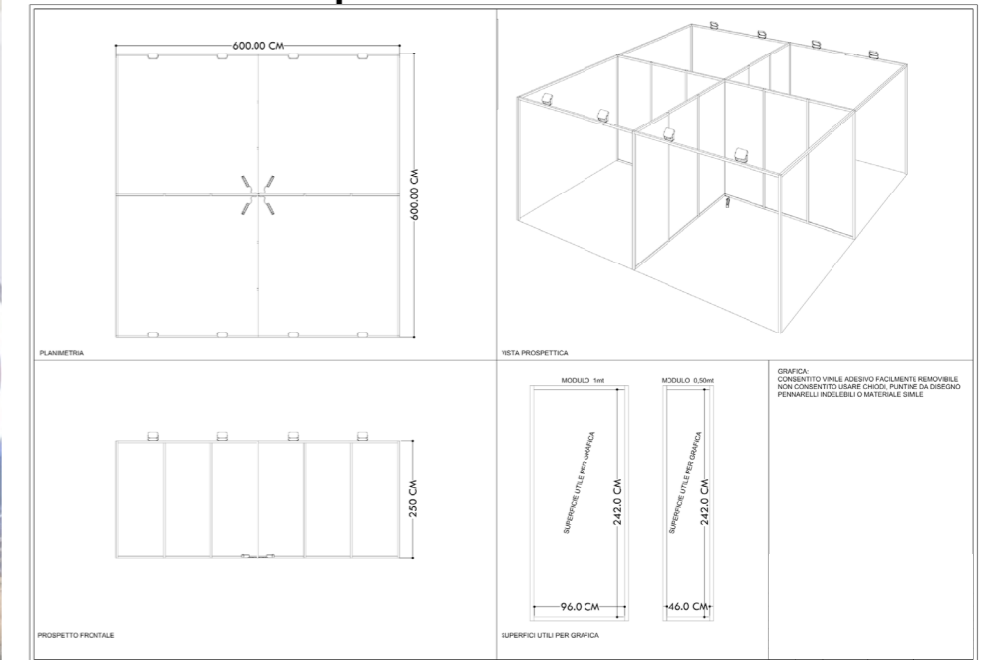 600.00 CM
600.00 CM
PLANIMETRIA
VISTA PROSPETTICA
250 CM
PROSPETTO FRONTALE
MODULO 1mt
MODULO 0,50mt
SUPERFICIE UTILE PER GRAFICA
242.0 CM
96.0 CM
SUPERFICIE UTILE PER GRAFICA
242.0 CM
46.0 CM
SUPERFICI UTILI PER GRAFICA
GRAFICA:
CONSENTITO VINILE ADESIVO FACILMENTE REMOVIBILE
NON CONSENTITO USARE CHIODI, PUNTINE DA DISEGNO
PENNARELLI INDELEBILI O MATERIALE SIMILE